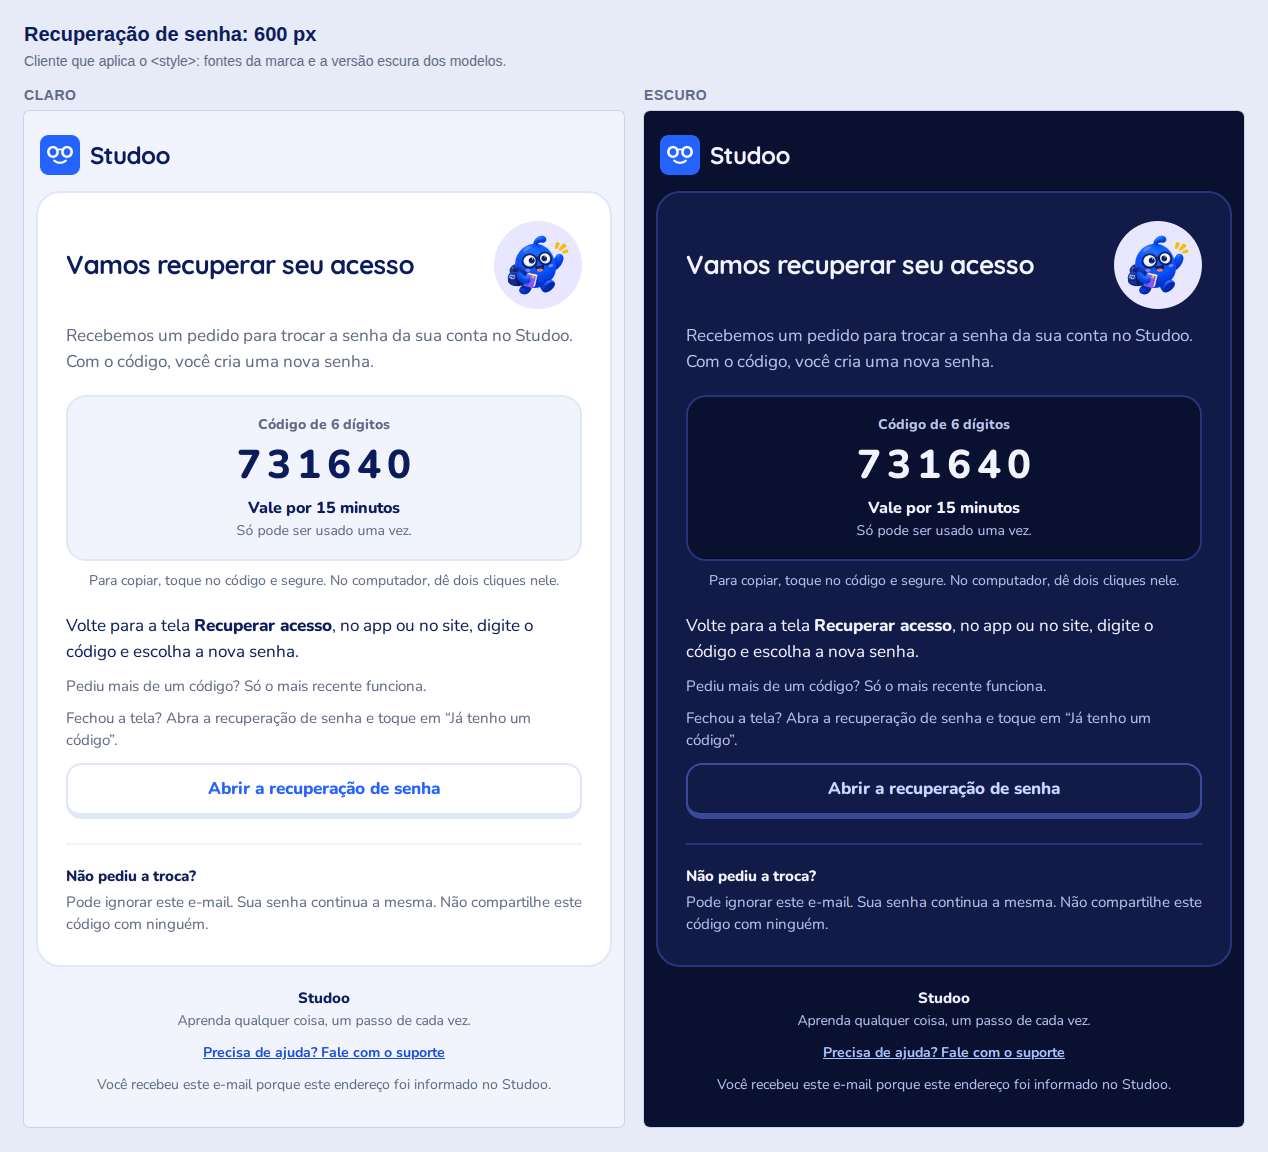 Recuperação de senha: 600 px
Cliente que aplica o <style>: fontes da marca e a versão escura dos modelos.
CLARO
Studoo
Vamos recuperar seu acesso
Recebemos um pedido para trocar a senha da sua conta no Studoo.
Com o código, você cria uma nova senha.
Código de 6 dígitos
731640
Vale por 15 minutos
Só pode ser usado uma vez.
Para copiar, toque no código e segure. No computador, dê dois cliques nele.
Volte para a tela Recuperar acesso, no app ou no site, digite o
código e escolha a nova senha.
Pediu mais de um código? Só o mais recente funciona.
Fechou a tela? Abra a recuperação de senha e toque em “Já tenho um
código”.
Abrir a recuperação de senha
Não pediu a troca?
Pode ignorar este e-mail. Sua senha continua a mesma. Não compartilhe este
código com ninguém.
Studoo
Aprenda qualquer coisa, um passo de cada vez.
Precisa de ajuda? Fale com o suporte
Você recebeu este e-mail porque este endereço foi informado no Studoo.
ESCURO
Studoo
Vamos recuperar seu acesso
Recebemos um pedido para trocar a senha da sua conta no Studoo.
Com o código, você cria uma nova senha.
Código de 6 dígitos
731640
Vale por 15 minutos
Só pode ser usado uma vez.
Para copiar, toque no código e segure. No computador, dê dois cliques nele.
Volte para a tela Recuperar acesso, no app ou no site, digite o
código e escolha a nova senha.
Pediu mais de um código? Só o mais recente funciona.
Fechou a tela? Abra a recuperação de senha e toque em “Já tenho um
código”.
Abrir a recuperação de senha
Não pediu a troca?
Pode ignorar este e-mail. Sua senha continua a mesma. Não compartilhe este
código com ninguém.
Studoo
Aprenda qualquer coisa, um passo de cada vez.
Precisa de ajuda? Fale com o suporte
Você recebeu este e-mail porque este endereço foi informado no Studoo.